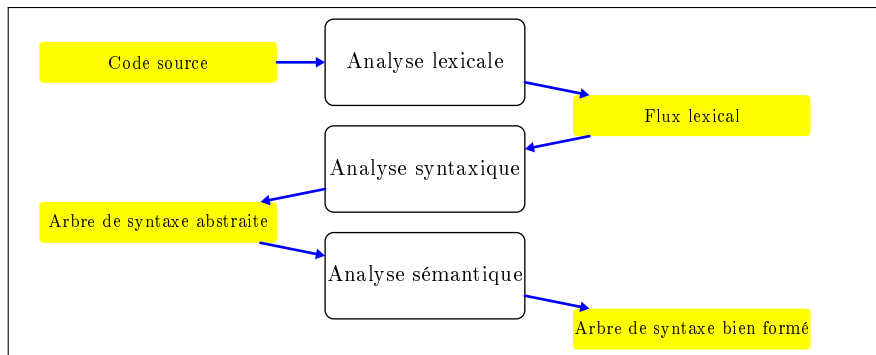 Code source
Analyse lexicale
Flux lexical
Analyse syntaxique
Arbre de syntaxe abstraite
Analyse sémantique
Arbre de syntaxe bien formé